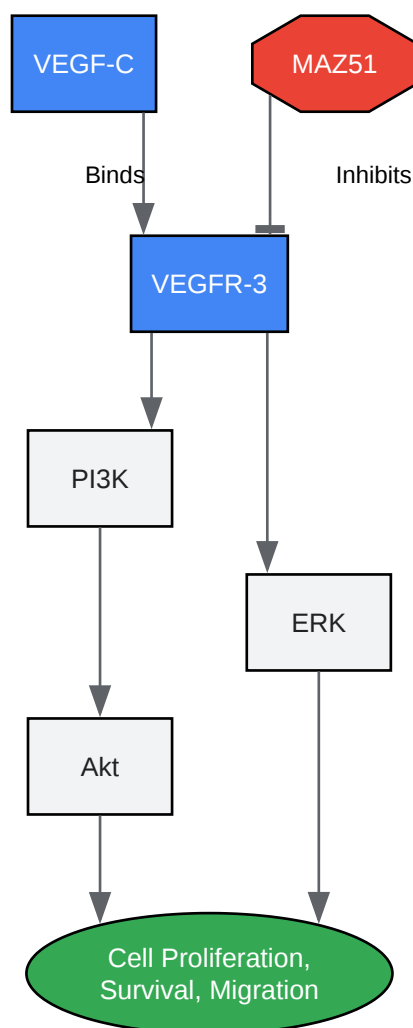 VEGF-C
MAZ51
Binds
Inhibits
VEGFR-3
PI3K
ERK
Akt
Cell Proliferation,
Survival, Migration